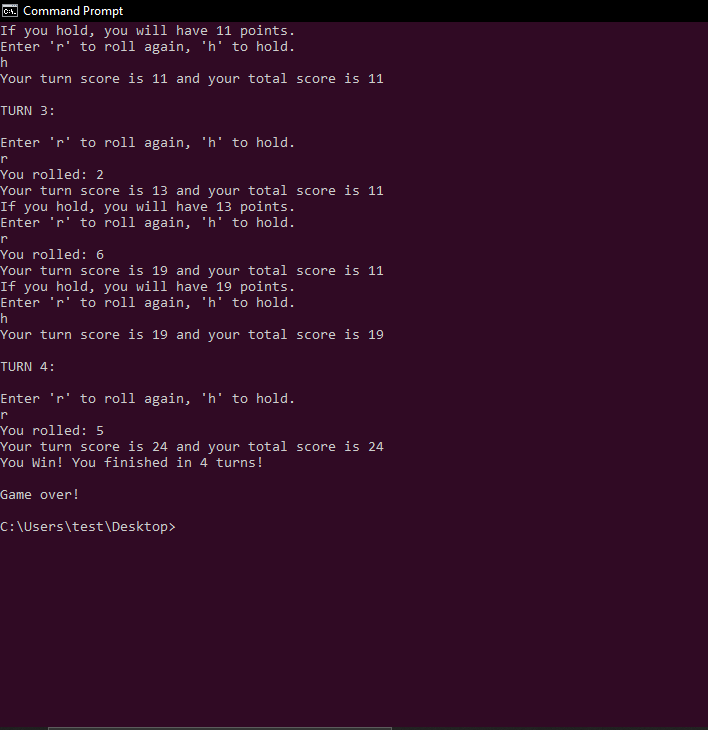 Command Prompt
If you hold, you will have 11 points.
Enter 'r' to roll again, 'h' to hold.
h
Your turn score is 11 and your total score is 11
TURN 3:
Enter 'r' to roll again, 'h' to hold.
r
You rolled: 2
Your turn score is 13 and your total score is 11
If you hold, you will have 13 points.
Enter 'r' to roll again, 'h' to hold.
r
You rolled: 6
Your turn score is 19 and your total score is 11
If you hold, you will have 19 points.
Enter 'r' to roll again, 'h' to hold.
h
Your turn score is 19 and your total score is 19
TURN 4:
Enter 'r' to roll again, 'h' to hold.
r
You rolled: 5
Your turn score is 24 and your total score is 24
You Win! You finished in 4 turns!
Game over!
C:\Users\test\Desktop>